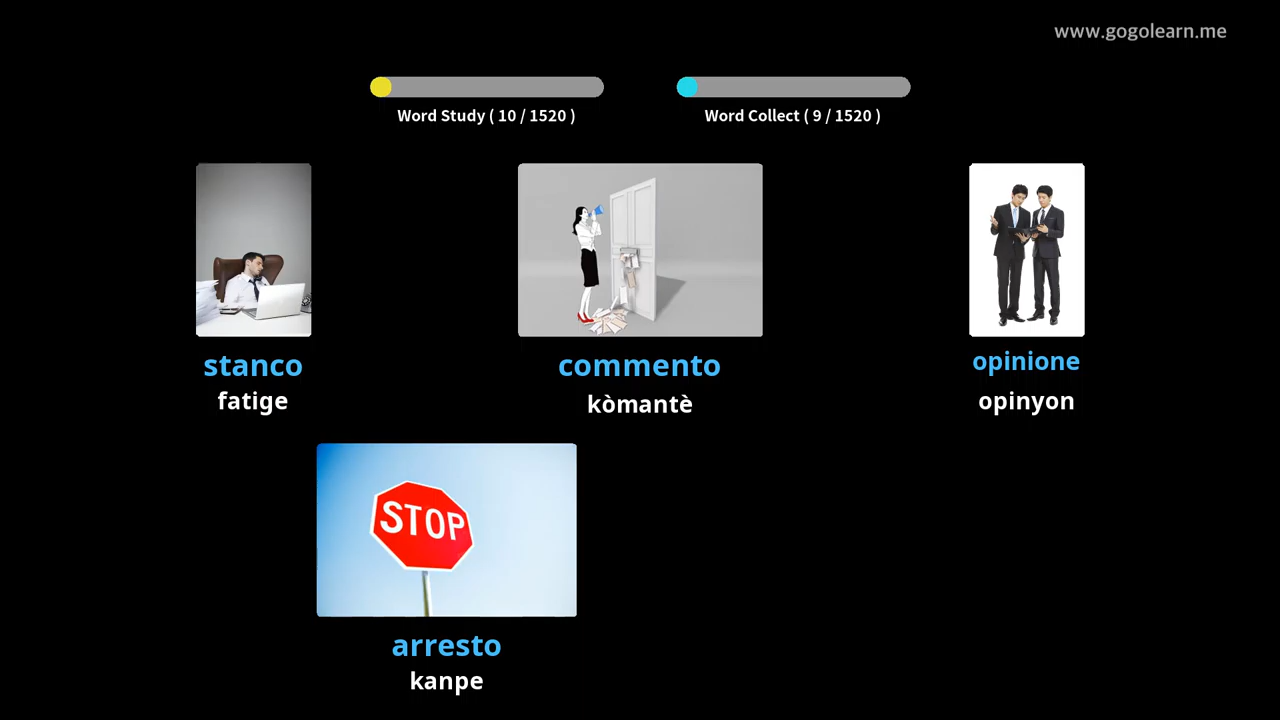 www.gogolearn.me
Word Study ( 10 / 1520 )
Word Collect ( 9 / 1520 )
stanco
fatige
commento
kòmantè
opinione
opinyon
STOP
arresto
kanpe